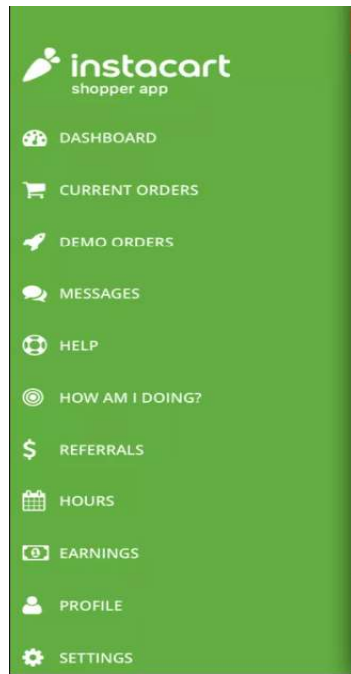 instacart
shopper app
DASHBOARD
CURRENT ORDERS
DEMO ORDERS
MESSAGES
HELP
HOW AM I DOING?
REFERRALS
HOURS
EARNINGS
PROFILE
SETTINGS